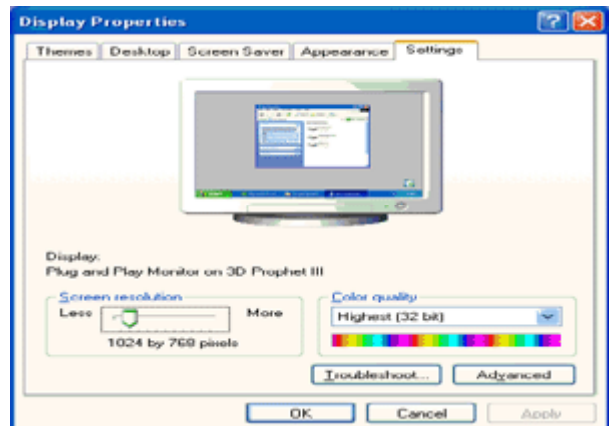 Display Properties
Themes Desktop Screen Saver Appearance Settings
Display:
Plug and Play Monitor on 3D Prophet III
Screen resolution
Less More
1024 by 768 pixels
Color quality
Highest (32 bit)
Troubleshoot... Advanced
OK Cancel Apply